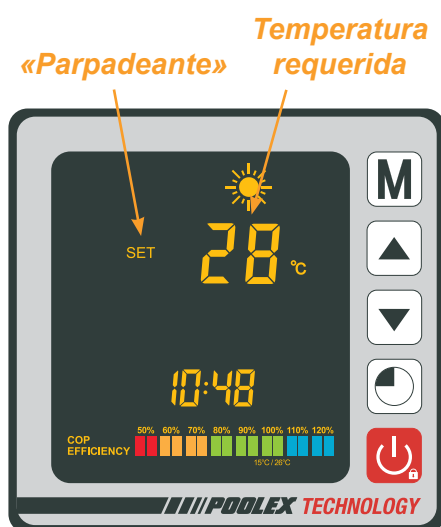 Temperatura
«Parpadeante» requerida
M
SET 28 °C
10:48
50% 60% 70% 80% 90% 100% 110% 120%
COP
EFFICIENCY
15°C / 26°C
POOLEX TECHNOLOGY